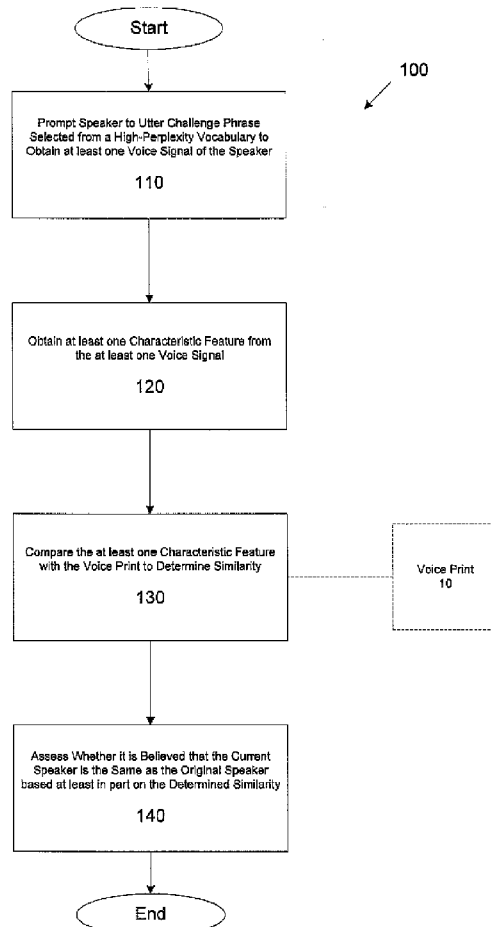 Start
100
Prompt Speaker to Utter Challenge Phrase
Selected from a High-Perplexity Vocabulary to
Obtain at least one Voice Signal of the Speaker
110
Obtain at least one Characteristic Feature from
the at least one Voice Signal
120
Compare the at least one Characteristic Feature
with the Voice Print to Determine Similarity
130
Voice Print
10
Assess Whether it is Believed that the Current
Speaker is the Same as the Original Speaker
based at least in part on the Determined Similarity
140
End